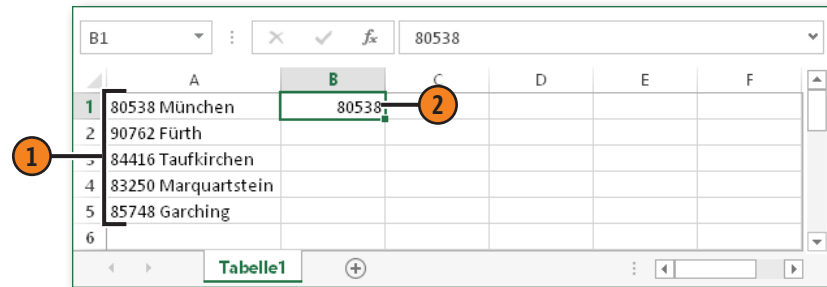 B1 fx 80538
A B C D E F
1 80538 München 80538 2
2 90762 Fürth
1
3 84416 Taufkirchen
4 83250 Marquartstein
5 85748 Garching
6
Tabelle1